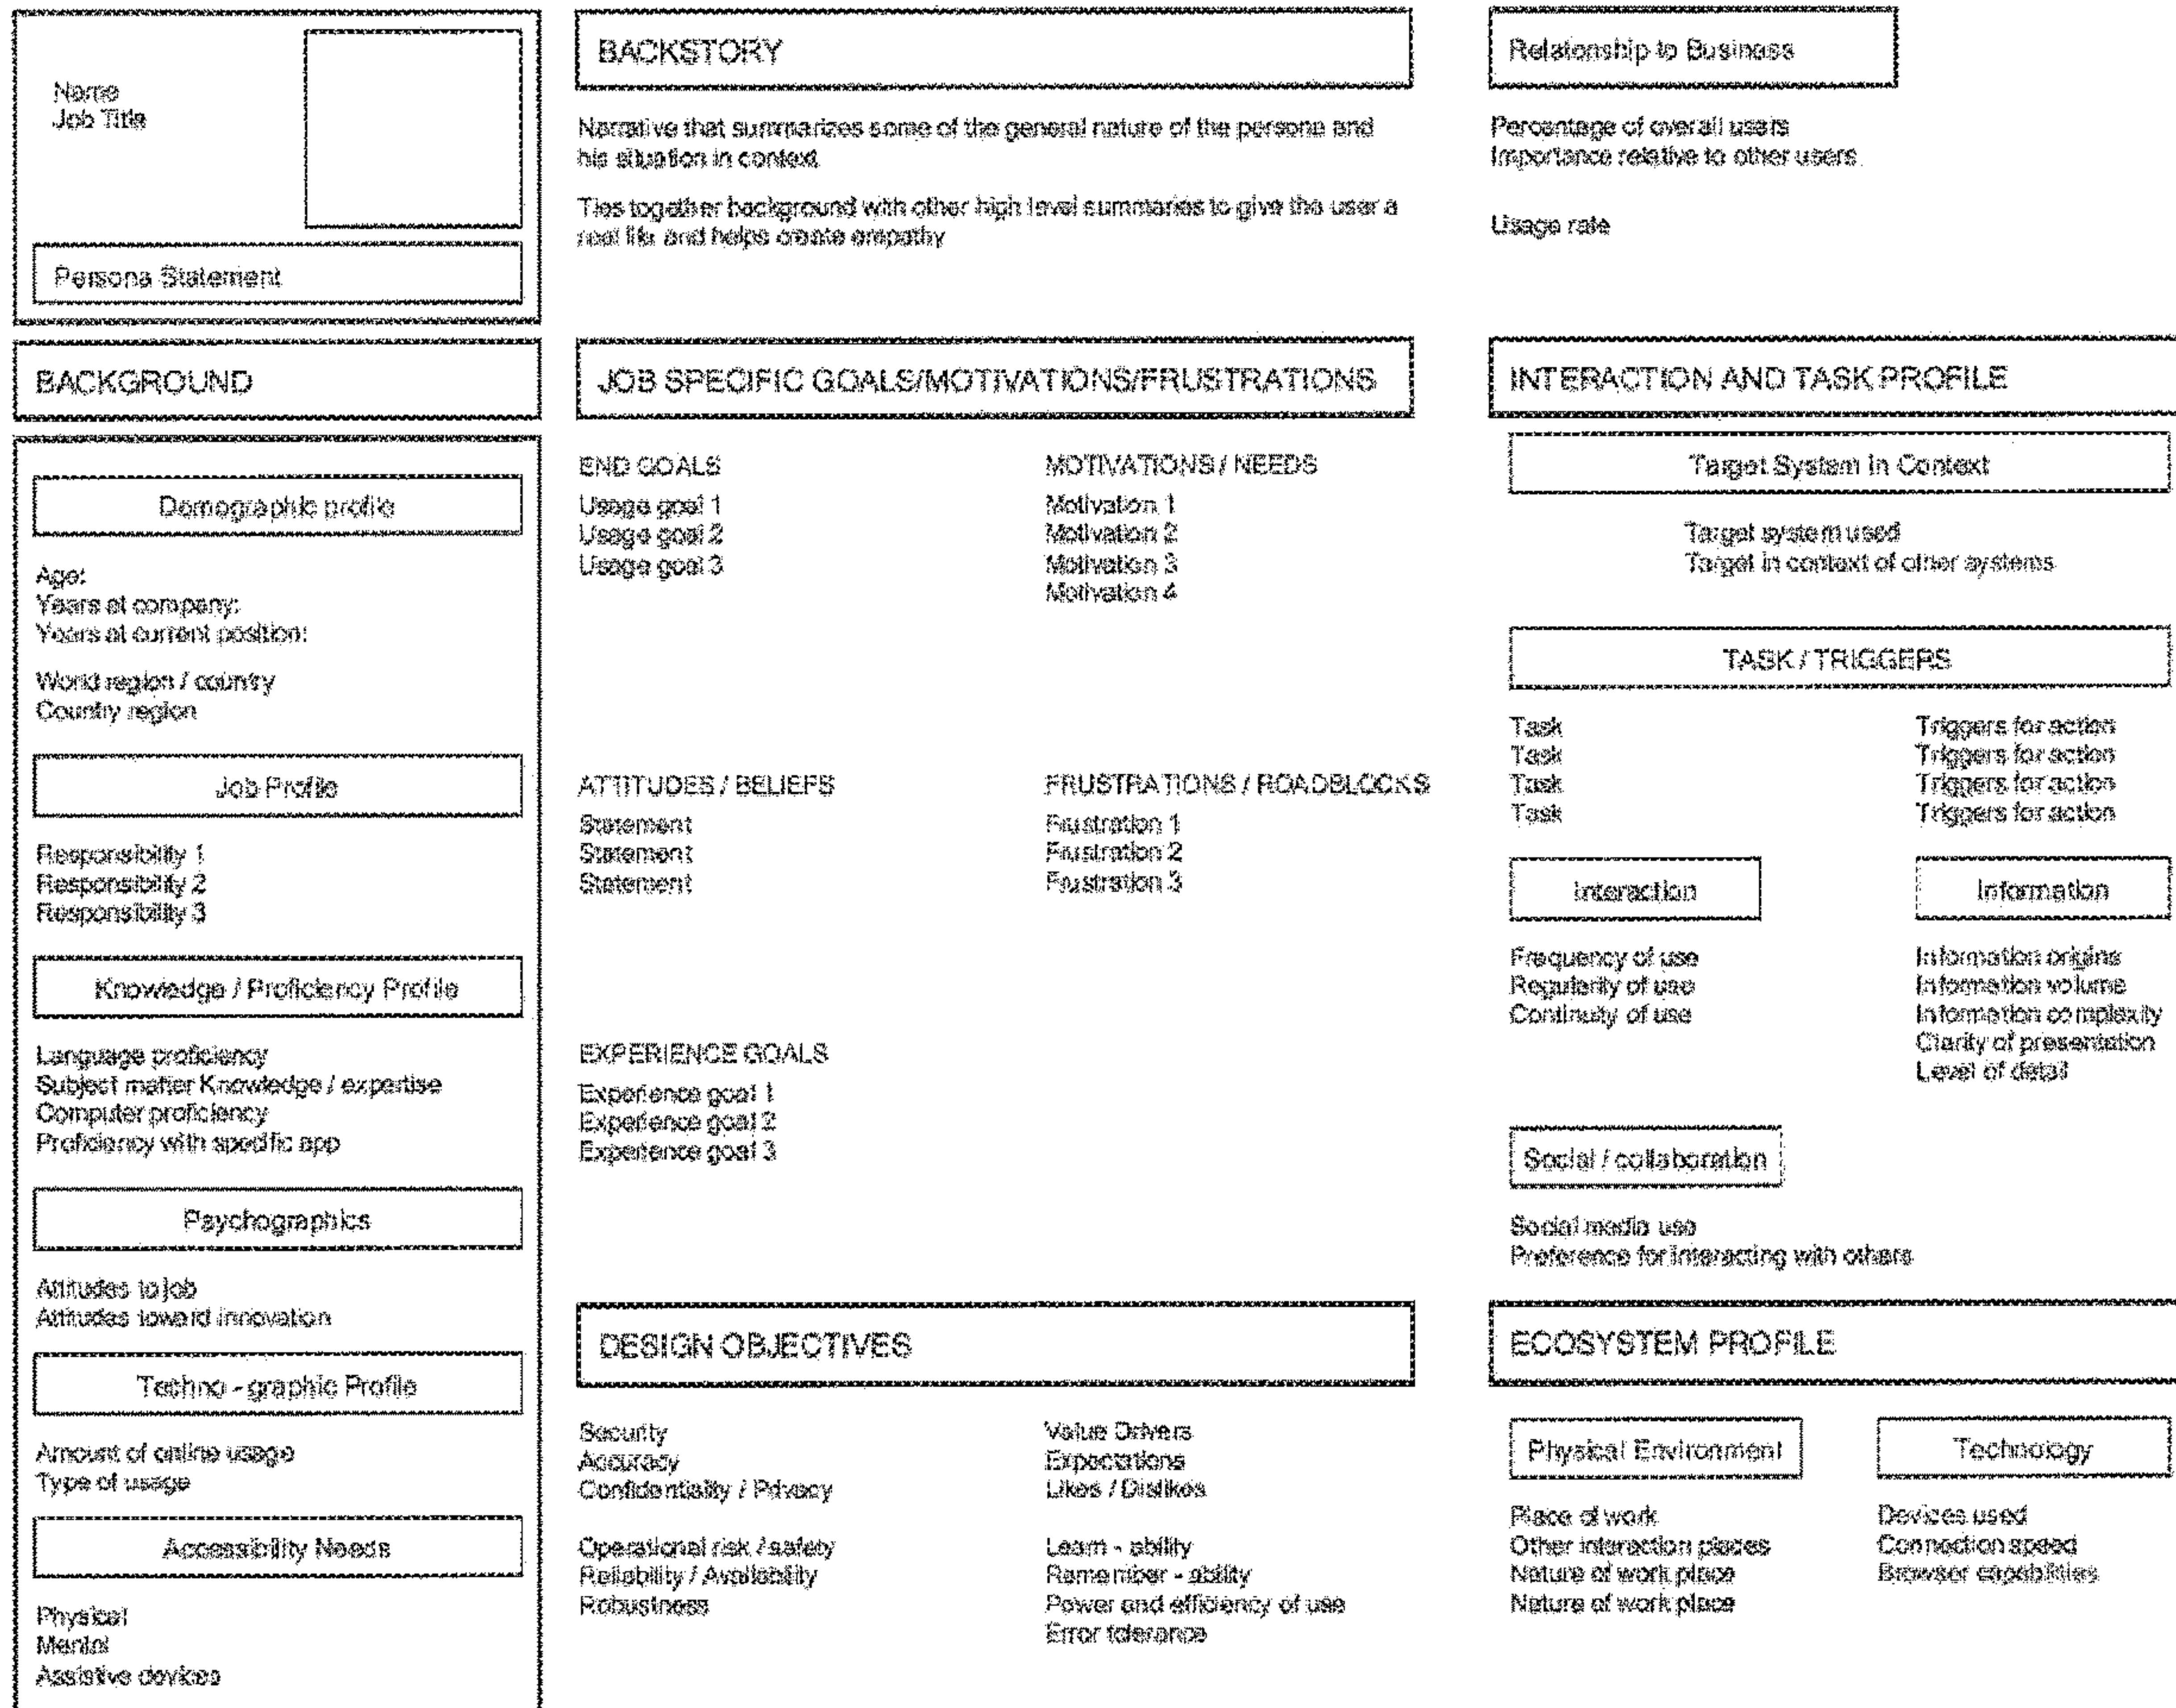 Name
Job Title
Persona Statement
BACKGROUND
Demographic profile
Age:
Years at company:
Years at current position:
World region / country
Country region
Job Profile
Responsibility 1
Responsibility 2
Responsibility 3
Knowledge / Proficiency Profile
Language proficiency
Subject matter Knowledge / expertise
Computer proficiency
Proficiency with specific app
Psychographics
Attitudes to job
Attitudes toward innovation
Techno - graphic Profile
Amount of online usage
Type of usage
Accessibility Needs
Physical
Mental
Assistive devices
BACKSTORY
Narrative that summarizes some of the general nature of the persona and
his situation in context
Ties together background with other high level summaries to give the user a
real life and helps create empathy
JOB SPECIFIC GOALS/MOTIVATIONS/FRUSTRATIONS
END GOALS
Usage goal 1
Usage goal 2
Usage goal 3
MOTIVATIONS / NEEDS
Motivation 1
Motivation 2
Motivation 3
Motivation 4
ATTITUDES / BELIEFS
Statement
Statement
Statement
FRUSTRATIONS / ROADBLOCKS
Frustration 1
Frustration 2
Frustration 3
EXPERIENCE GOALS
Experience goal 1
Experience goal 2
Experience goal 3
DESIGN OBJECTIVES
Security
Accuracy
Confidentiality / Privacy
Operational risk / safety
Reliability / Availability
Robustness
Value Drivers
Expectations
Likes / Dislikes
Learn - ability
Remember - ability
Power and efficiency of use
Error tolerance
Relationship to Business
Percentage of overall users
Importance relative to other users
Usage rate
INTERACTION AND TASK PROFILE
Target System in Context
Target system used
Target in context of other systems
TASK / TRIGGERS
Task
Task
Task
Task
Triggers for action
Triggers for action
Triggers for action
Triggers for action
Interaction
Frequency of use
Regularity of use
Continuity of use
Information
Information origins
Information volume
Information complexity
Clarity of presentation
Level of detail
Social / collaboration
Social media use
Preference for interacting with others
ECOSYSTEM PROFILE
Physical Environment
Place of work
Other interaction places
Nature of work place
Nature of work place
Technology
Devices used
Connection speed
Browser capabilities